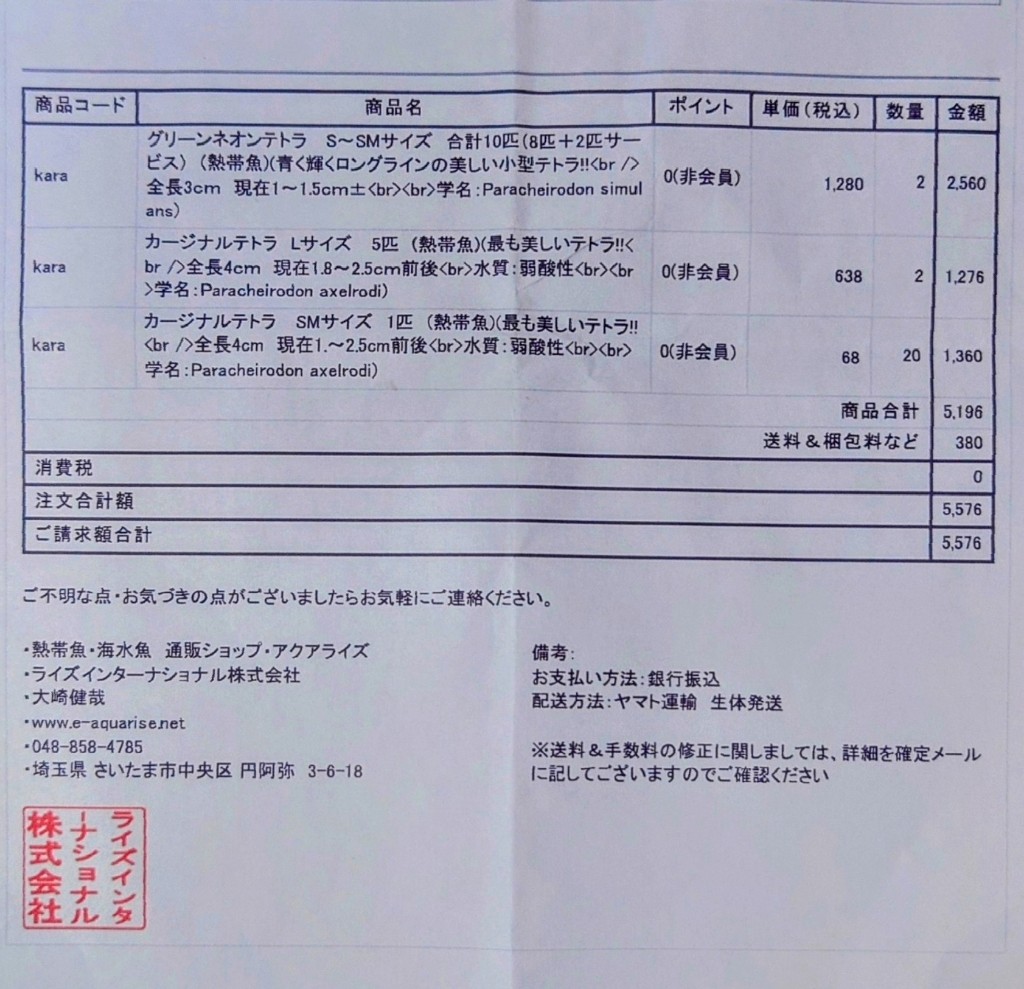 商品コード 商品名 ポイント 単価(税込) 数量 金額
グリーンネオンテトラ　S～SMサイズ　合計10匹(8匹＋2匹サー
ビス) (熱帯魚)(青く輝くロングラインの美しい小型テトラ!!<br />
kara 全長3cm　現在1～1.5cm±<br><br>学名:Paracheirodon simul 0(非会員) 1,280 2 2,560
ans)
カージナルテトラ　Lサイズ　5匹　(熱帯魚)(最も美しいテトラ!!<
kara br />全長4cm　現在1.8～2.5cm前後<br>水質:弱酸性<br><br 0(非会員) 638 2 1,276
>学名:Paracheirodon axelrodi)
カージナルテトラ　SMサイズ　1匹　(熱帯魚)(最も美しいテトラ!!
kara <br />全長4cm　現在1.～2.5cm前後<br>水質:弱酸性<br><br> 0(非会員) 68 20 1,360
学名:Paracheirodon axelrodi)
商品合計 5,196
送料＆梱包料など 380
消費税 0
注文合計額 5,576
ご請求額合計 5,576
ご不明な点・お気づきの点がございましたらお気軽にご連絡ください。
・熱帯魚・海水魚　通販ショップ・アクアライズ
・ライズインターナショナル株式会社
・大崎健哉
・www.e-aquarise.net
・048-858-4785
・埼玉県 さいたま市中央区 円阿弥　3-6-18
備考:
お支払い方法:銀行振込
配送方法:ヤマト運輸　生体発送
※送料＆手数料の修正に関しましては、詳細を確定メール
に記してございますのでご確認ください
ライズインタ
ーナショナル
株式会社